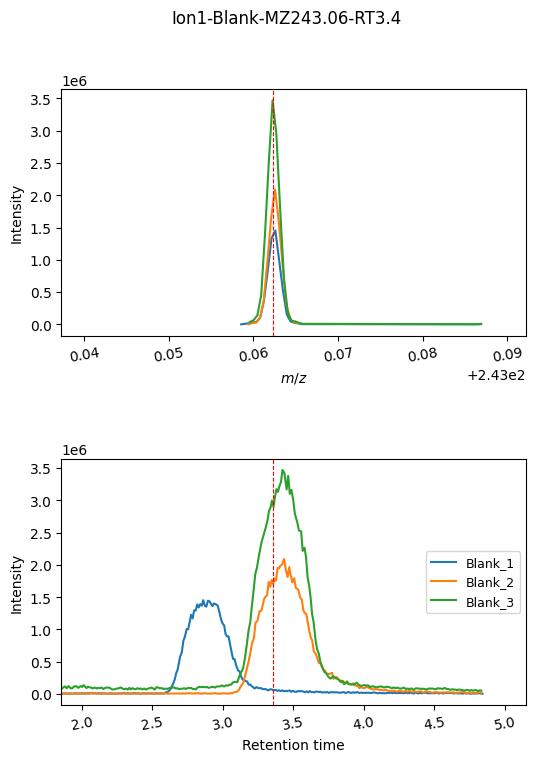 Ion1-Blank-MZ243.06-RT3.4
1e6
3.5
3.0
2.5
2.0
1.5
1.0
0.5
0.0
Intensity
0.04 0.05 0.06 0.07 0.08 0.09
+2.43e2
m/z
1e6
3.5
3.0
2.5
2.0
1.5
1.0
0.5
0.0
Intensity
Blank_1
Blank_2
Blank_3
2.0 2.5 3.0 3.5 4.0 4.5 5.0
Retention time